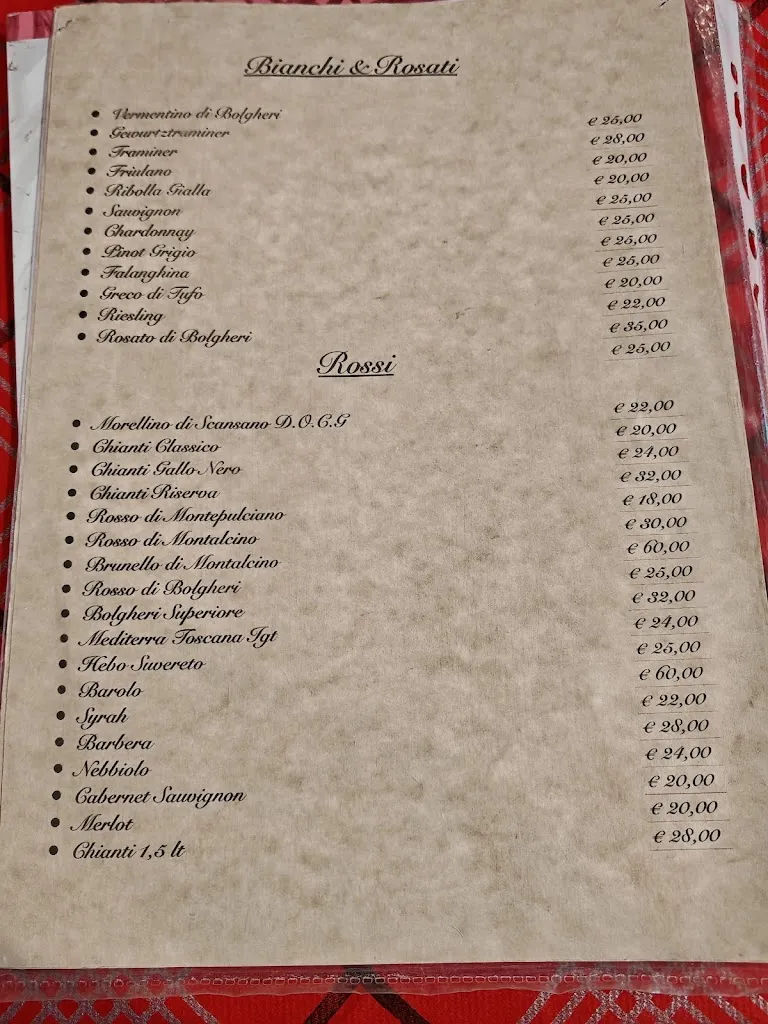 Bianchi & Rosati
Vermentino di Bolgheri € 25,00
Gewurtztraminer € 28,00
Traminer € 20,00
Friulano € 20,00
Ribolla Gialla € 25,00
Sauvignon € 25,00
Chardonnay € 25,00
Pinot Grigio € 25,00
Falanghina € 20,00
Greco di Tufo € 22,00
Riesling € 35,00
Rosato di Bolgheri € 25,00
Rossi
Morellino di Scansano D.O.C.G € 22,00
Chianti Classico € 20,00
Chianti Gallo Nero € 24,00
Chianti Riserva € 32,00
Rosso di Montepulciano € 18,00
Rosso di Montalcino € 30,00
Brunello di Montalcino € 60,00
Rosso di Bolgheri € 25,00
Bolgheri Superiore € 32,00
Mediterra Toscana Igt € 24,00
Hebo Suvereto € 25,00
Barolo € 60,00
Syrah € 22,00
Barbera € 28,00
Nebbiolo € 24,00
Cabernet Sauvignon € 20,00
Merlot € 20,00
Chianti 1,5 lt € 28,00